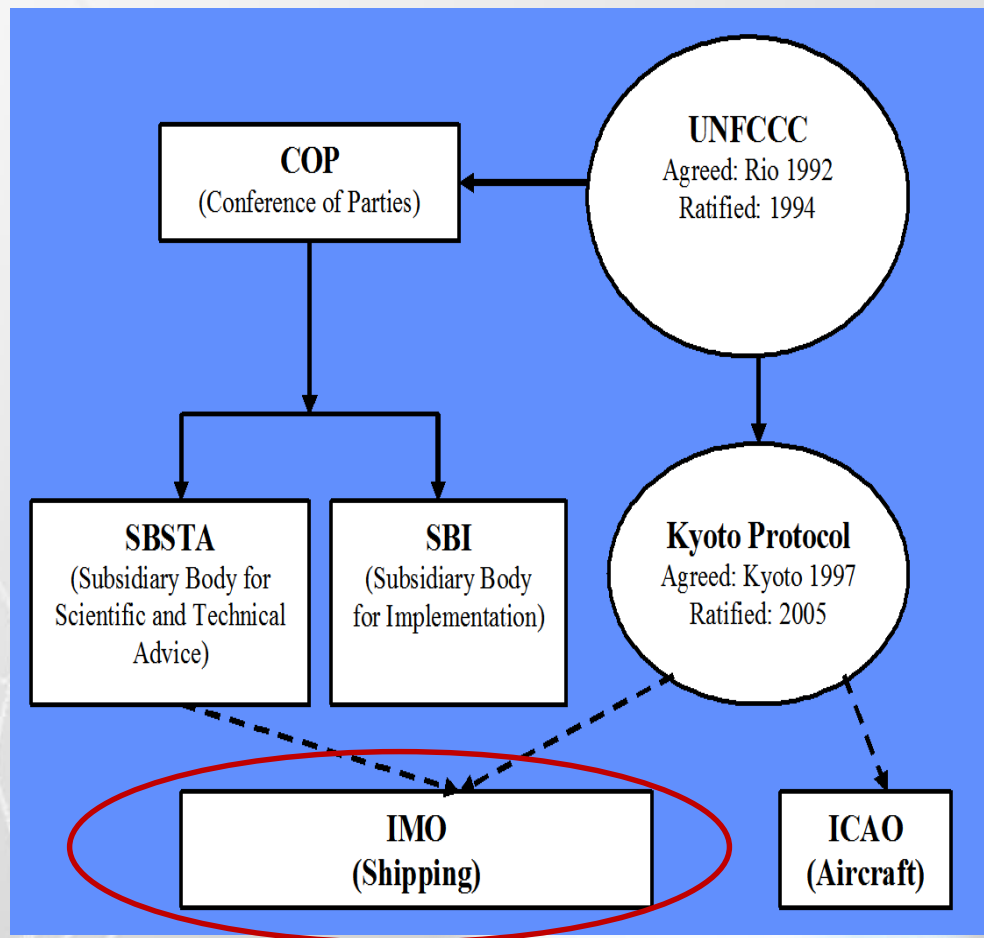 UNFCCC
Agreed: Rio 1992
Ratified: 1994
COP
(Conference of Parties)
SBSTA
(Subsidiary Body for
Scientific and Technical
Advice)
SBI
(Subsidiary Body
for Implementation)
Kyoto Protocol
Agreed: Kyoto 1997
Ratified: 2005
IMO
(Shipping)
ICAO
(Aircraft)